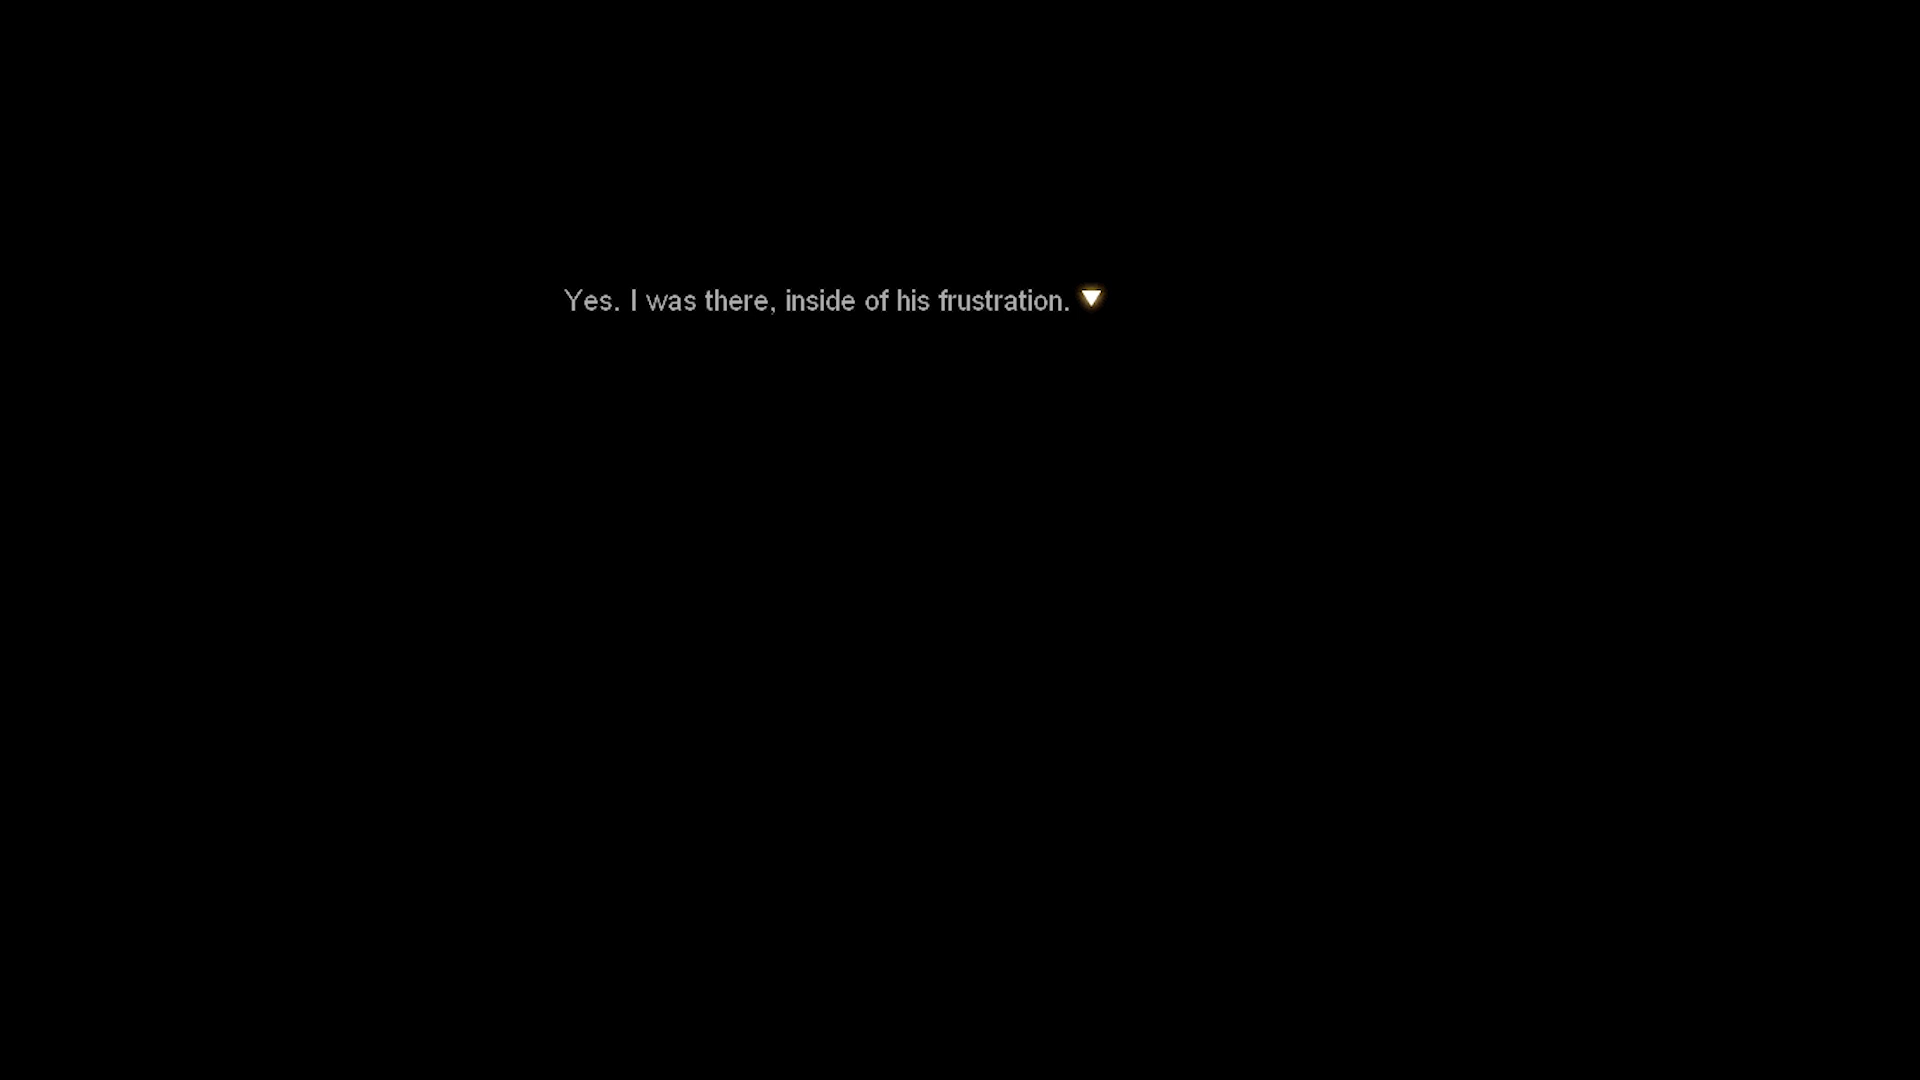 Yes. I was there, inside of his frustration.